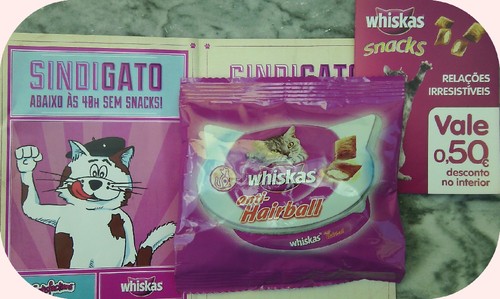 SINDIGATO
ABAIXO ÀS 48H SEM SNACKS!
whiskas
SINDIGATO
whiskas
snacks
RELAÇÕES
IRRESISTÍVEIS
Vale
0,50€
desconto
no interior
whiskas
anti-
Hairball
whiskas